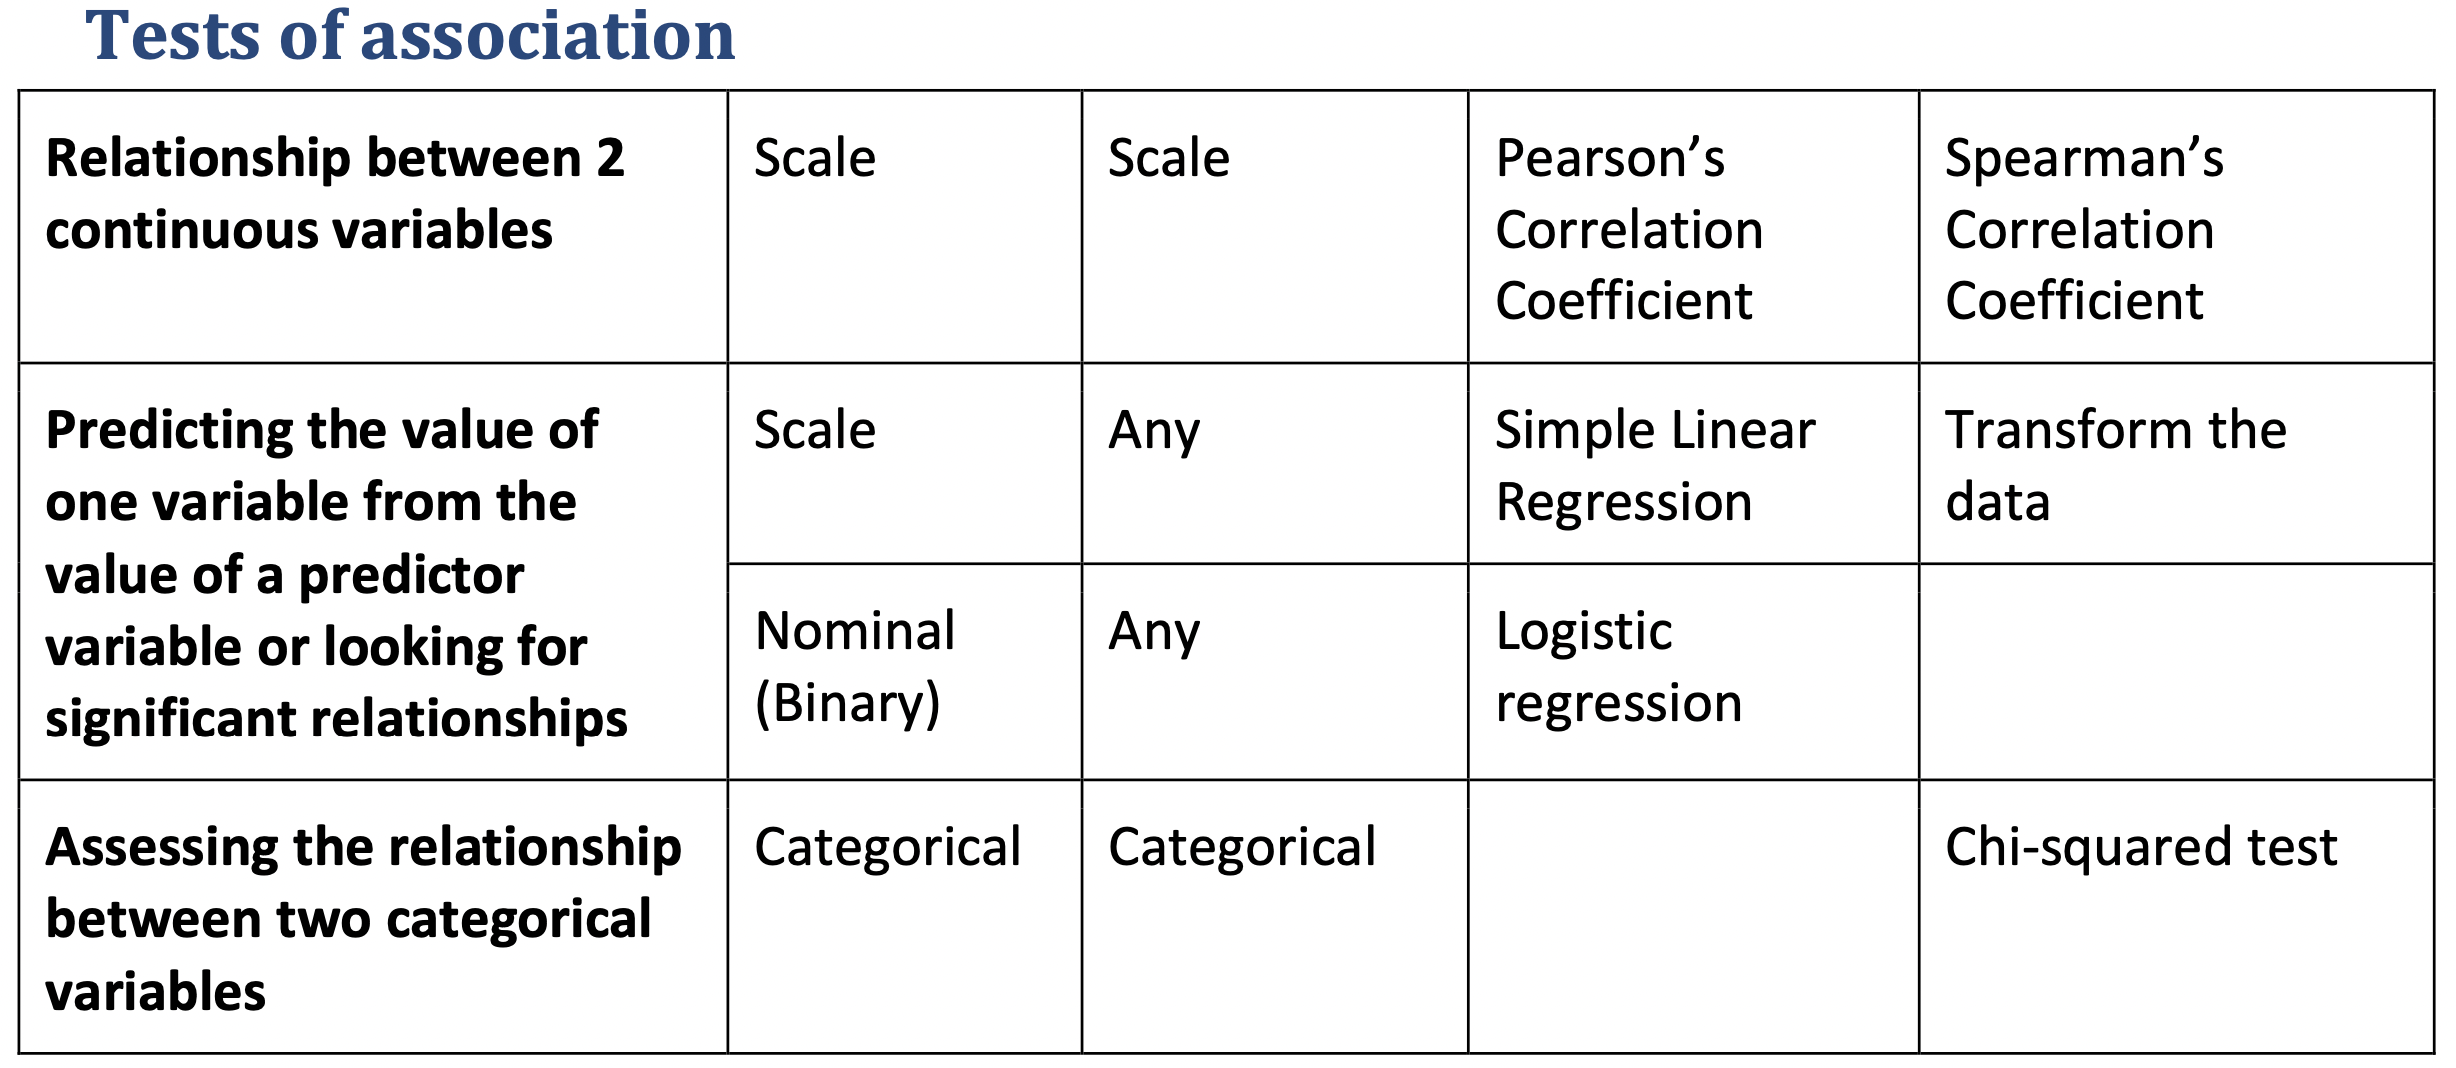 Tests of association
Relationship between 2
continuous variables
Scale
Scale
Pearson’s
Correlation
Coefficient
Spearman’s
Correlation
Coefficient
Predicting the value of
one variable from the
value of a predictor
variable or looking for
significant relationships
Scale
Any
Simple Linear
Regression
Transform the
data
Nominal
(Binary)
Any
Logistic
regression
Assessing the relationship
between two categorical
variables
Categorical
Categorical
Chi-squared test